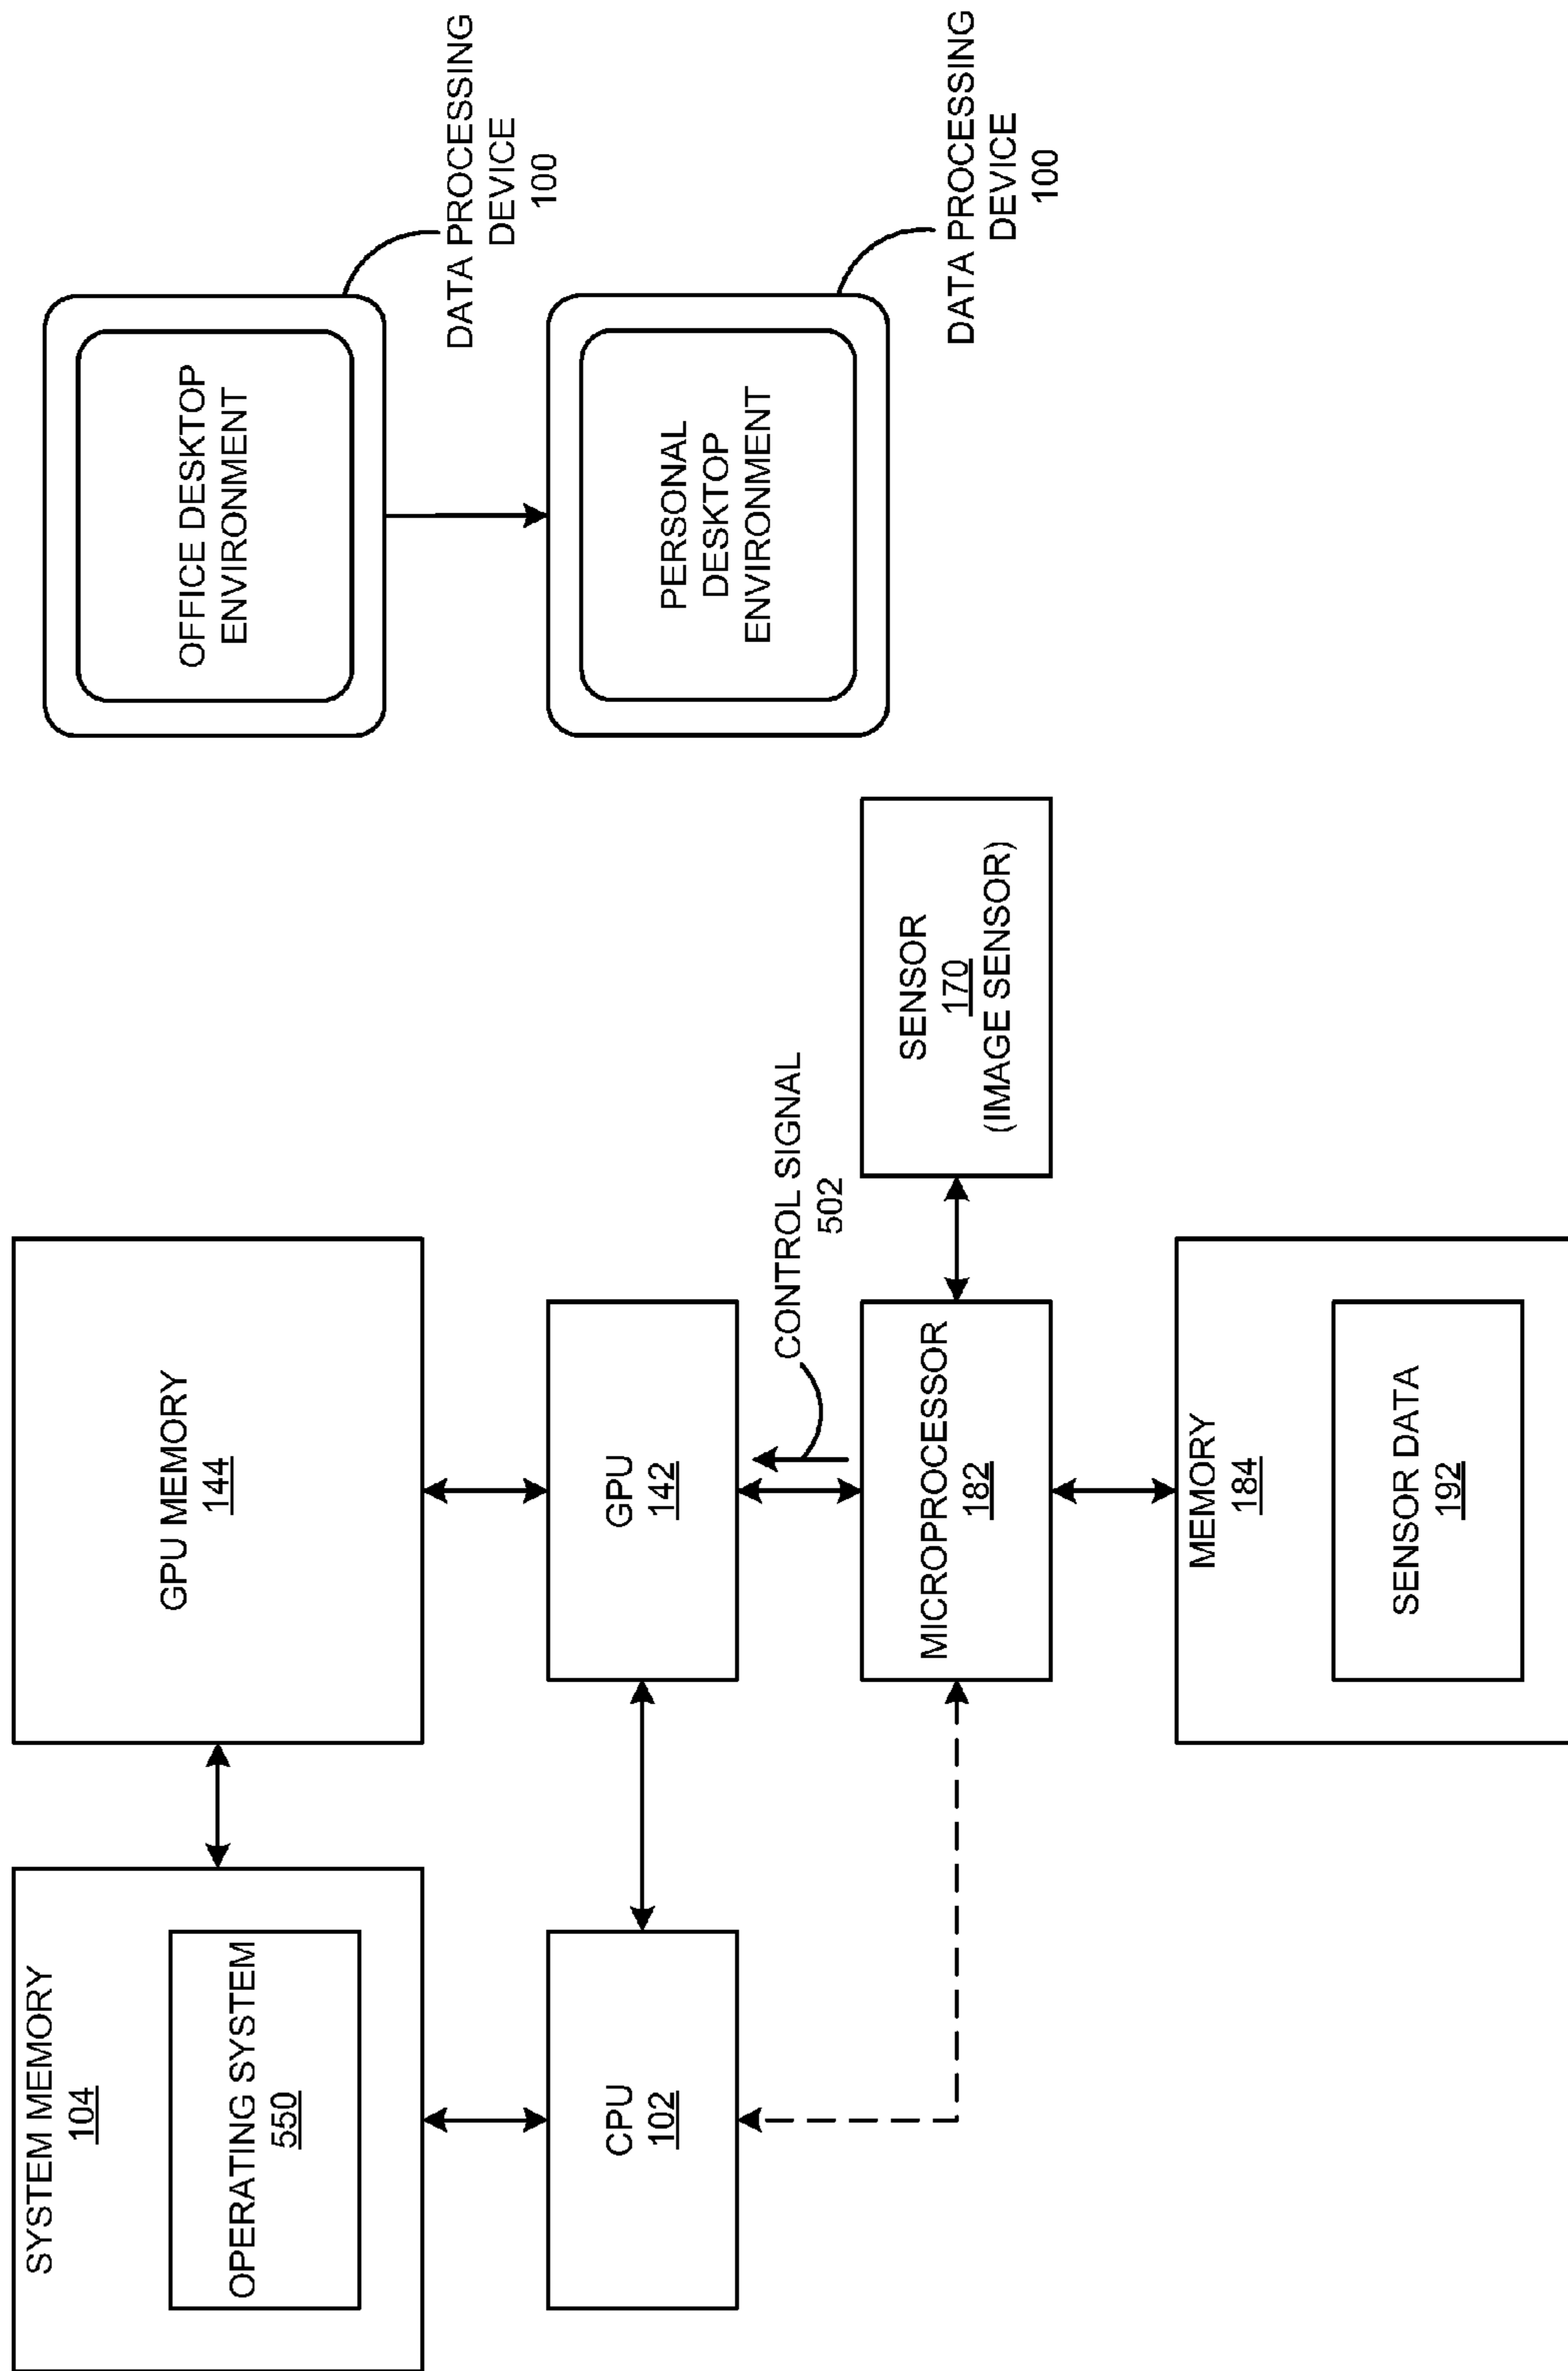 SYSTEM MEMORY
104
OPERATING SYSTEM
550
GPU MEMORY
144
OFFICE DESKTOP
ENVIRONMENT
DATA PROCESSING
DEVICE
100
CPU
102
GPU
142
PERSONAL
DESKTOP
ENVIRONMENT
DATA PROCESSING
DEVICE
100
CONTROL SIGNAL
502
MICROPROCESSOR
182
SENSOR
170
(IMAGE SENSOR)
MEMORY
184
SENSOR DATA
192